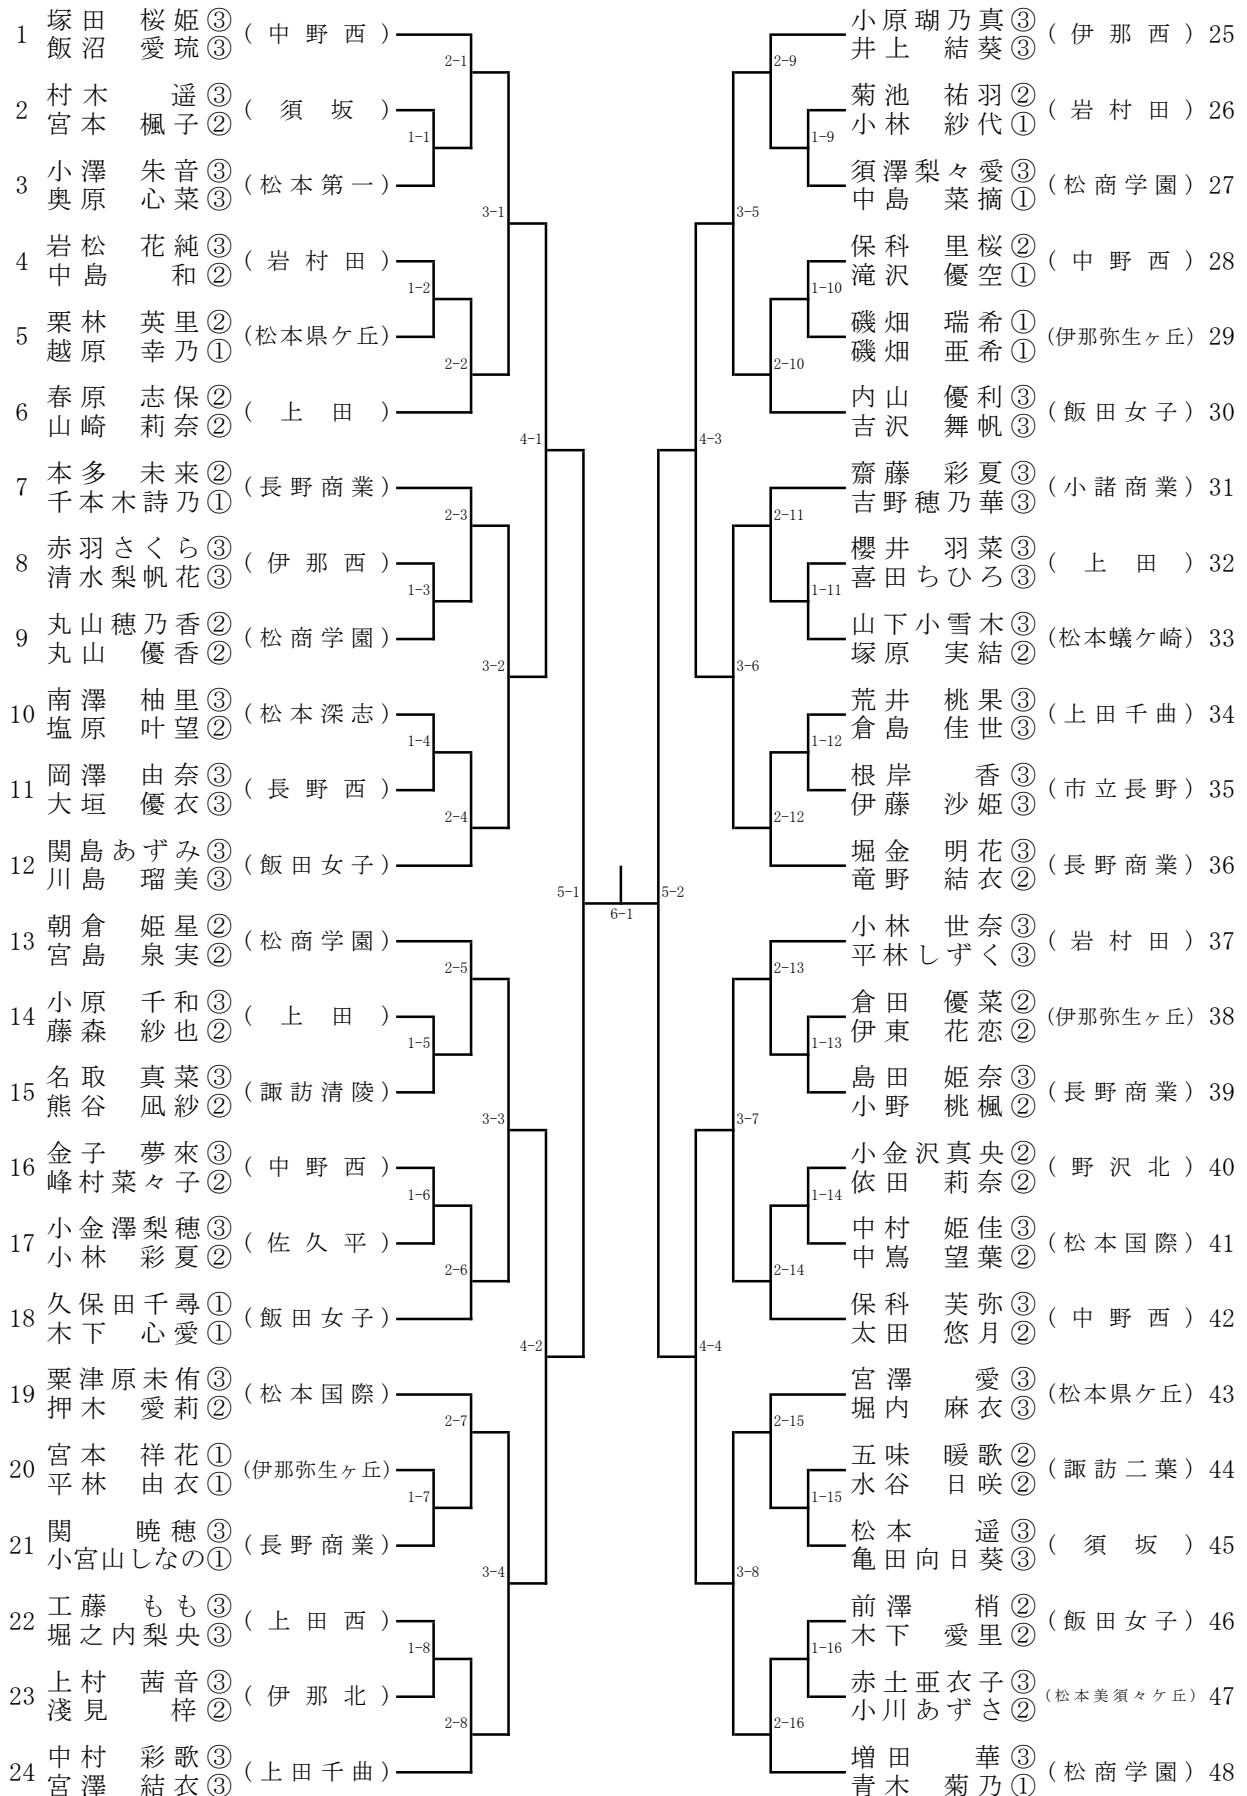 1 塚田 桜姫③ (中野西)
飯沼 愛琉③
2-1
2 村木 遥③ (須坂)
宮本 楓子②
1-1
3 小澤 朱音③ (松本第一)
奥原 心菜③
3-1
4 岩松 花純③ (岩村田)
中島 和②
1-2
5 栗林 英里② (松本県ケ丘)
越原 幸乃①
2-2
6 春原 志保② (上田)
山崎 莉奈②
4-1
7 本多 未来② (長野商業)
千本木詩乃①
2-3
8 赤羽さくら③ (伊那西)
清水梨帆花③
1-3
9 丸山穂乃香② (松商学園)
丸山 優香②
3-2
10 南澤 柚里③ (松本深志)
塩原 叶望②
1-4
11 岡澤 由奈③ (長野西)
大垣 優衣③
2-4
12 関島あずみ③ (飯田女子)
川島 瑠美③
5-1
13 朝倉 姫星② (松商学園)
宮島 泉実②
2-5
14 小原 千和③ (上田)
藤森 紗也②
1-5
15 名取 真菜③ (諏訪清陵)
熊谷 凪紗②
3-3
16 金子 夢來③ (中野西)
峰村菜々子②
1-6
17 小金澤梨穂③ (佐久平)
小林 彩夏②
2-6
18 久保田千尋① (飯田女子)
木下 心愛①
4-2
19 粟津原未侑③ (松本国際)
押木 愛莉②
2-7
20 宮本 祥花① (伊那弥生ヶ丘)
平林 由衣①
1-7
21 関 暁穂③ (長野商業)
小宮山しなの①
3-4
22 工藤 もも③ (上田西)
堀之内梨央③
1-8
23 上村 茜音③ (伊那北)
淺見 梓②
2-8
24 中村 彩歌③ (上田千曲)
宮澤 結衣③
6-1
小原瑚乃真③ (伊那西) 25
井上 結葵③
2-9
菊池 祐羽② (岩村田) 26
小林 紗代①
1-9
須澤梨々愛③ (松商学園) 27
中島 菜摘①
3-5
保科 里桜② (中野西) 28
滝沢 優空①
1-10
磯畑 瑞希① (伊那弥生ヶ丘) 29
磯畑 亜希①
2-10
内山 優利③ (飯田女子) 30
吉沢 舞帆③
4-3
齋藤 彩夏③ (小諸商業) 31
吉野穂乃華③
2-11
櫻井 羽菜③ (上田) 32
喜田ちひろ③
1-11
山下小雪木③ (松本蟻ケ崎) 33
塚原 実結②
3-6
荒井 桃果③ (上田千曲) 34
倉島 佳世③
1-12
根岸 香③ (市立長野) 35
伊藤 沙姫③
2-12
堀金 明花③ (長野商業) 36
竜野 結衣②
5-2
小林 世奈③ (岩村田) 37
平林しずく③
2-13
倉田 優菜② (伊那弥生ヶ丘) 38
伊東 花恋②
1-13
島田 姫奈③ (長野商業) 39
小野 桃楓②
3-7
小金沢真央② (野沢北) 40
依田 莉奈②
1-14
中村 姫佳③ (松本国際) 41
中嶌 望葉②
2-14
保科 芙弥③ (中野西) 42
太田 悠月②
4-4
宮澤 愛③ (松本県ケ丘) 43
堀内 麻衣③
2-15
五味 暖歌② (諏訪二葉) 44
水谷 日咲②
1-15
松本 遥③ (須坂) 45
亀田向日葵③
3-8
前澤 梢② (飯田女子) 46
木下 愛里②
1-16
赤土亜衣子③ (松本美須々ケ丘) 47
小川あずさ②
2-16
増田 華③ (松商学園) 48
青木 菊乃①